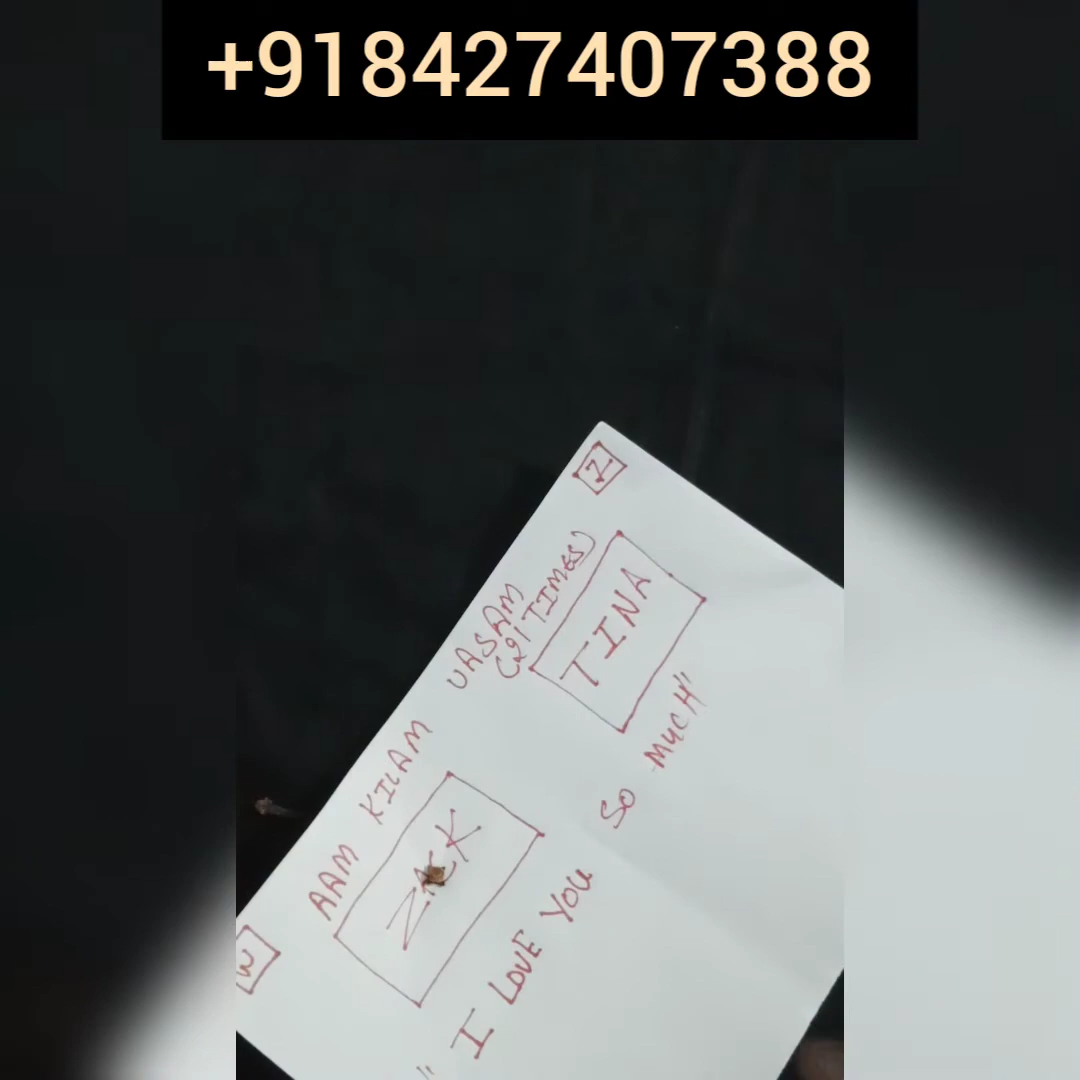 +918427407388
W
Z
AAM KILAM VASAM
(21 TIMES)
ZACK
TINA
"I LOVE YOU SO MUCH"